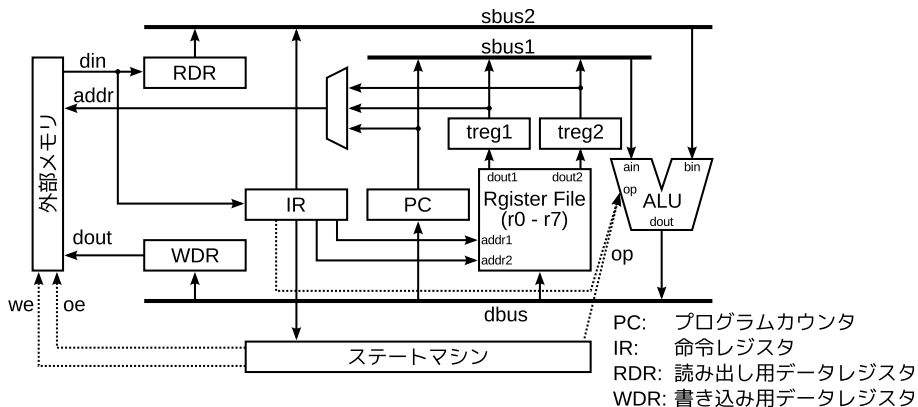 sbus2
sbus1
din
RDR
addr
treg1
treg2
外部メモリ
dout1
dout2
ain
bin
op
ALU
dout
Rgister File
(r0 - r7)
IR
PC
addr1
addr2
dout
WDR
op
we
oe
dbus
ステートマシン
PC: プログラムカウンタ
IR: 命令レジスタ
RDR: 読み出し用データレジスタ
WDR: 書き込み用データレジスタ